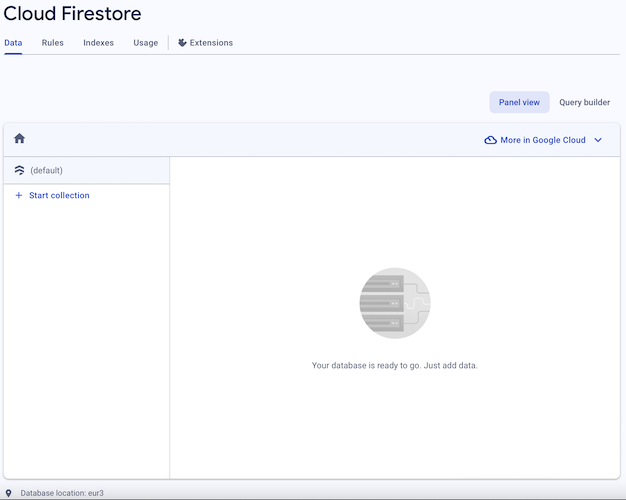 Cloud Firestore
Data Rules Indexes Usage Extensions
Panel view Query builder
More in Google Cloud
(default)
+ Start collection
Your database is ready to go. Just add data.
Database location: eur3